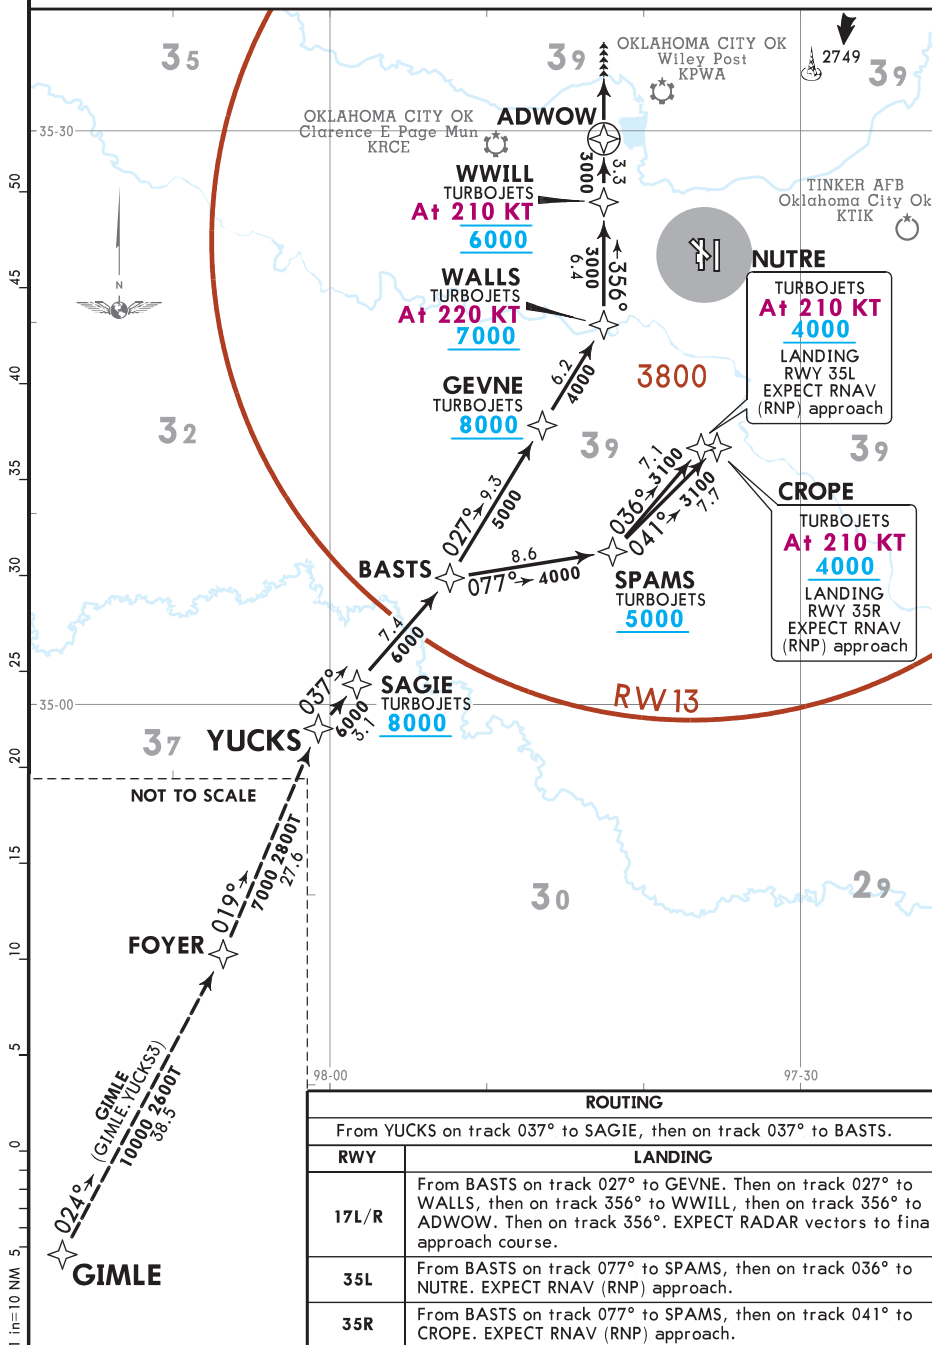 35
39
OKLAHOMA CITY OK
Wiley Post
KPWA
2749
39
OKLAHOMA CITY OK
Clarence E Page Mun
KRCE
ADWOW
35-30
3.3
3000
WWILL
TURBOJETS
At 210 KT
6000
TINKER AFB
Oklahoma City Ok
KTIK
50
45
40
35
30
25
20
15
10
5
0
5
1 in=10 NM
N
WALLS
TURBOJETS
At 220 KT
7000
356°
3000
6.4
NUTRE
TURBOJETS
At 210 KT
4000
LANDING
RWY 35L
EXPECT RNAV
(RNP) approach
GEVNE
TURBOJETS
8000
6.2
4000
3800
32
39
39
027°
9.3
5000
036°
7.1
3100
041°
3100
7.7
CROPE
TURBOJETS
At 210 KT
4000
LANDING
RWY 35R
EXPECT RNAV
(RNP) approach
BASTS
8.6
077°
4000
SPAMS
TURBOJETS
5000
7.4
6000
037°
6000
3.1
SAGIE
TURBOJETS
8000
RW13
35-00
YUCKS
37
NOT TO SCALE
019°
7000 2800T
27.6
30
29
FOYER
GIMLE
(GIMLE.YUCKS3)
10000 2600T
38.5
024°
GIMLE
98-00
97-30
ROUTING
From YUCKS on track 037° to SAGIE, then on track 037° to BASTS.
RWY LANDING
17L/R
From BASTS on track 027° to GEVNE. Then on track 027° to
WALLS, then on track 356° to WWILL, then on track 356° to
ADWOW. Then on track 356°. EXPECT RADAR vectors to fina
approach course.
35L
From BASTS on track 077° to SPAMS, then on track 036° to
NUTRE. EXPECT RNAV (RNP) approach.
35R
From BASTS on track 077° to SPAMS, then on track 041° to
CROPE. EXPECT RNAV (RNP) approach.